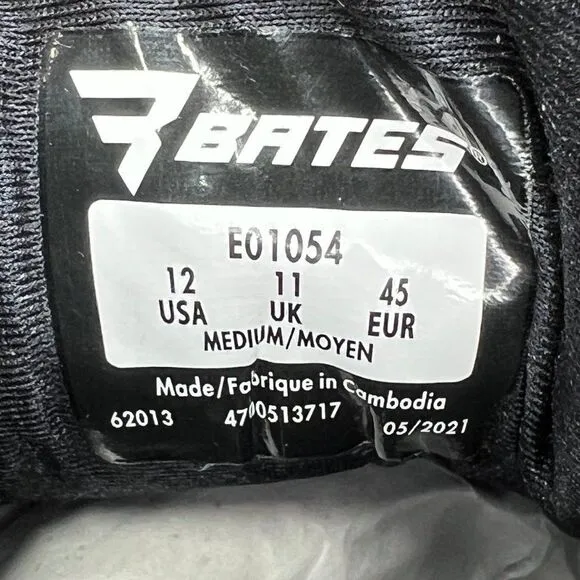 BATES®
E01054
12 11 45
USA UK EUR
MEDIUM/MOYEN
Made/Fabrique in Cambodia
62013 4700513717 05/2021